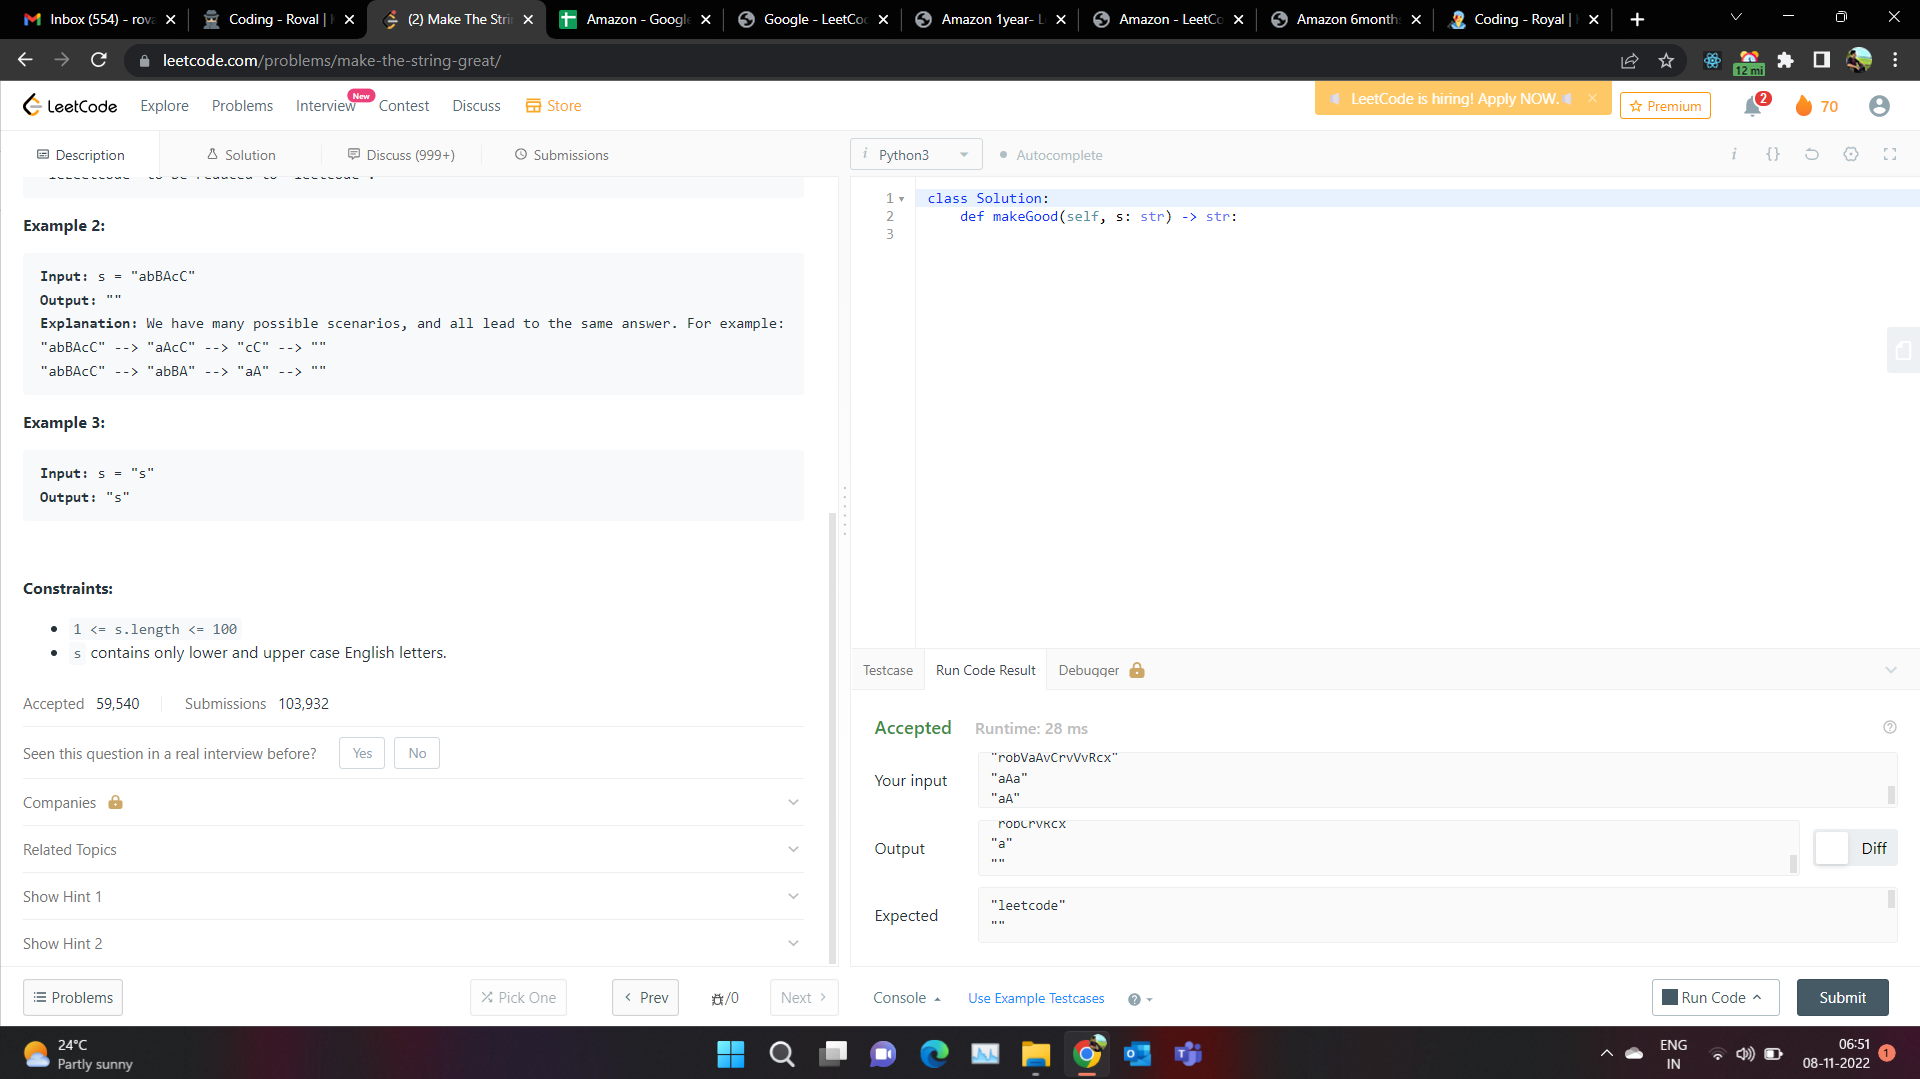 Inbox (554) - rova
Coding - Roval |
(2) Make The Stri
Amazon - Google
Google - LeetCo
Amazon 1year- L
Amazon - LeetCo
Amazon 6month
Coding - Royal |
leetcode.com/problems/make-the-string-great/
12 mi
LeetCode
Explore
Problems
Interview
New
Contest
Discuss
Store
LeetCode is hiring! Apply NOW.
Premium
2
70
Description
Solution
Discuss (999+)
Submissions
i Python3
Autocomplete
Example 2:
Input: s = "abBAcC"
Output: ""
Explanation: We have many possible scenarios, and all lead to the same answer. For example:
"abBAcC" --> "aAcC" --> "cC" --> ""
"abBAcC" --> "abBA" --> "aA" --> ""
Example 3:
Input: s = "s"
Output: "s"
Constraints:
1 <= s.length <= 100
s contains only lower and upper case English letters.
Accepted 59,540 Submissions 103,932
Seen this question in a real interview before? Yes No
Companies
Related Topics
Show Hint 1
Show Hint 2
Problems
Pick One
Prev
/0
Next
1 class Solution:
2 def makeGood(self, s: str) -> str:
3
Testcase
Run Code Result
Debugger
Accepted Runtime: 28 ms
Your input
"robVaAvCrvVvRcx"
"aAa"
"aA"
Output
robCrvRcx
"a"
""
Diff
Expected
"leetcode"
""
Console
Use Example Testcases
Run Code
Submit
24°C
Partly sunny
ENG
IN
06:51
08-11-2022
1